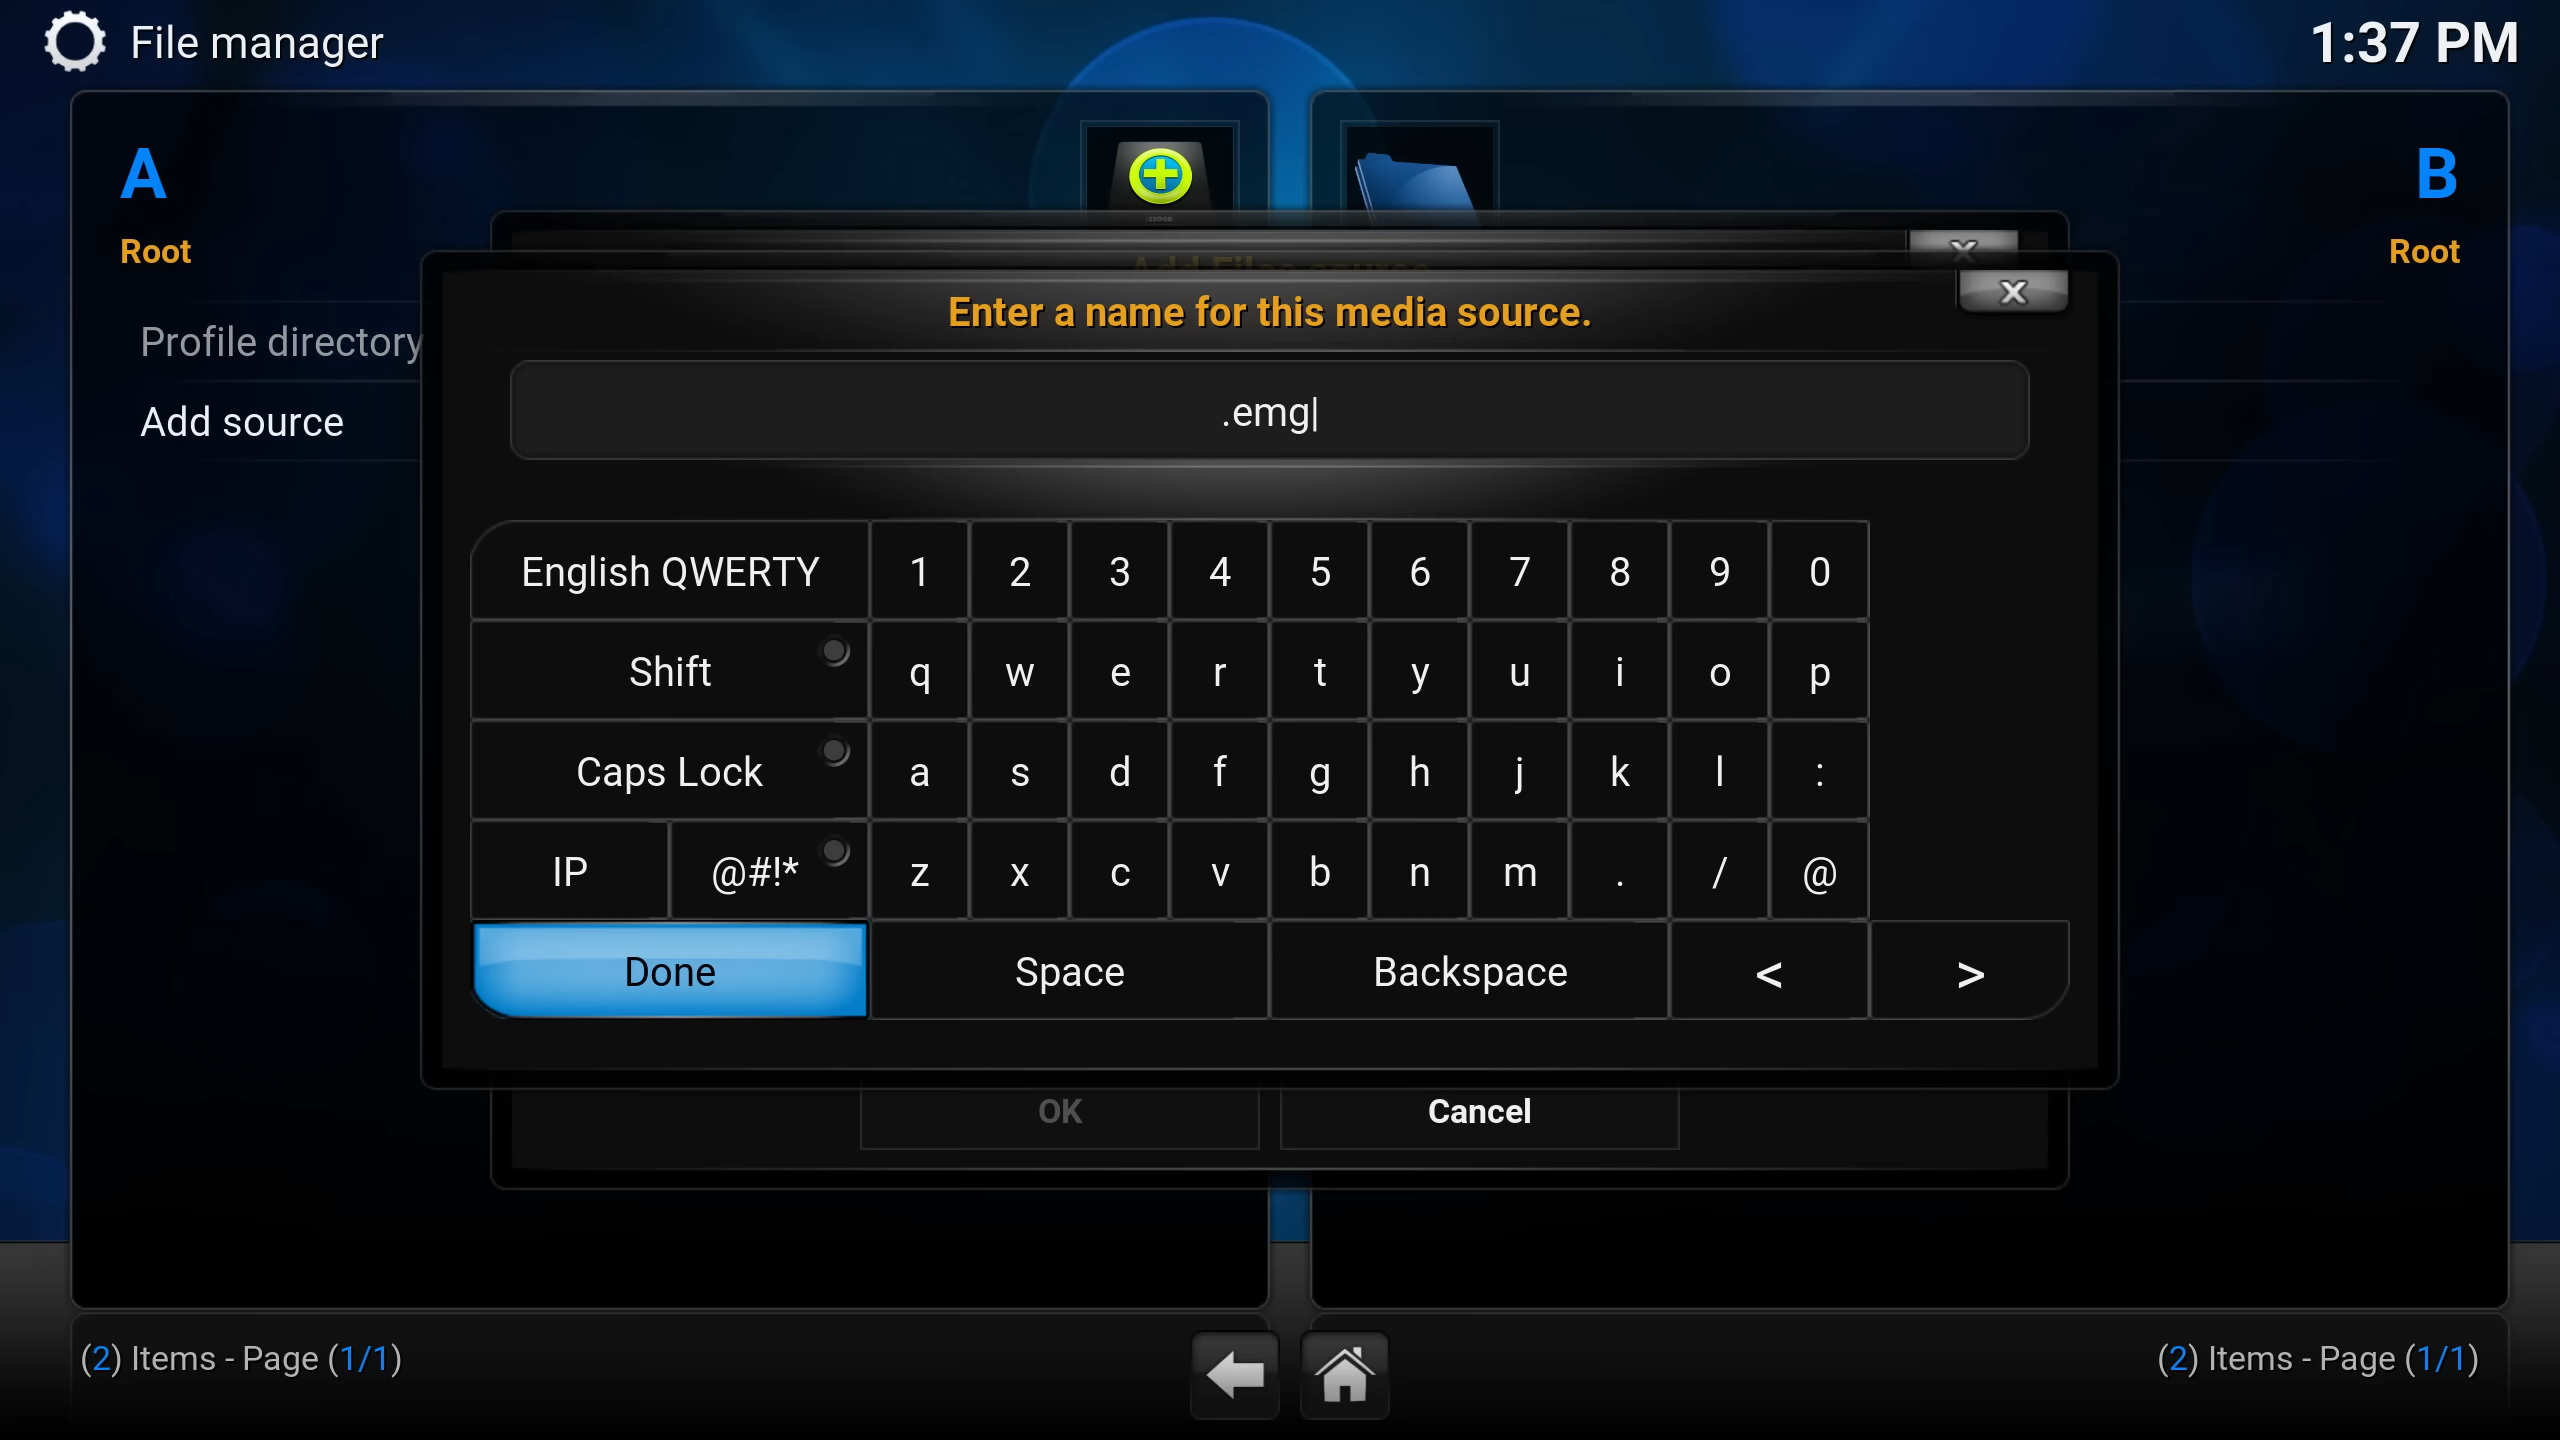 File manager
1:37 PM
A
B
Root
Root
Profile directory
Add source
Enter a name for this media source.
.emg
English QWERTY 1 2 3 4 5 6 7 8 9 0
Shift q w e r t y u i o p
Caps Lock a s d f g h j k l :
IP @#!* z x c v b n m . / @
Done Space Backspace < >
OK Cancel
(2) Items - Page (1/1)
(2) Items - Page (1/1)